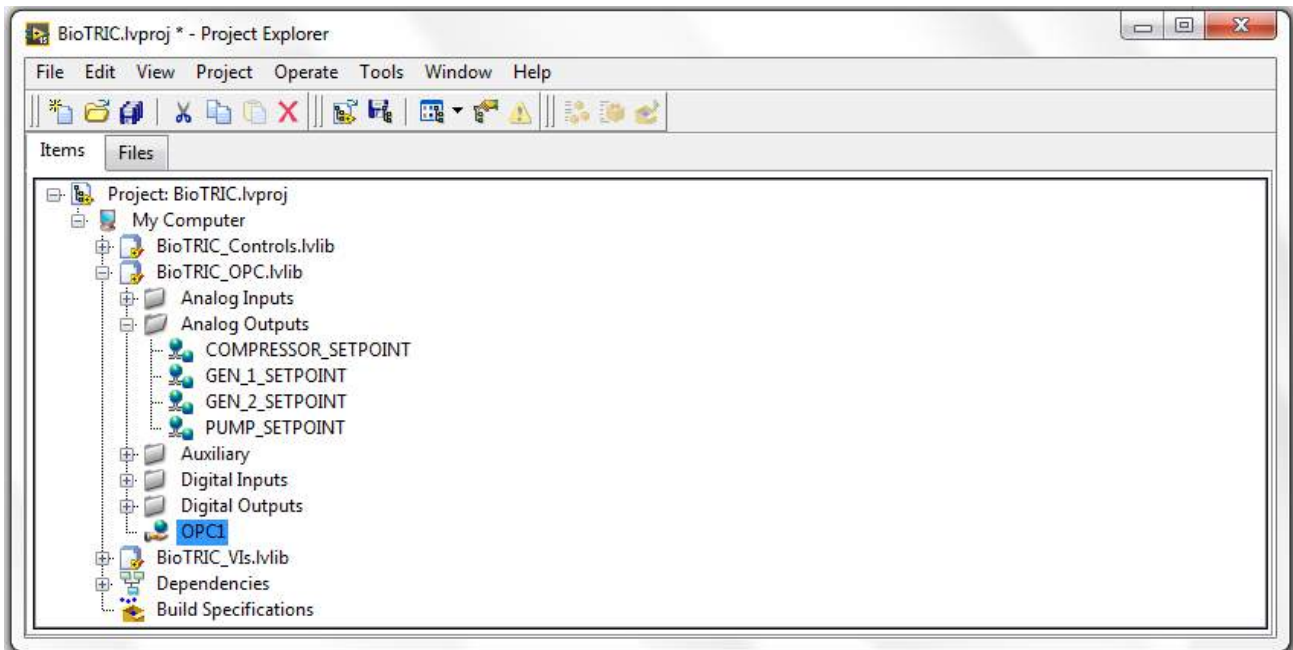 BioTRIC.lvproj * - Project Explorer
File Edit View Project Operate Tools Window Help
Items Files
Project: BioTRIC.lvproj
My Computer
BioTRIC_Controls.lvlib
BioTRIC_OPC.lvlib
Analog Inputs
Analog Outputs
COMPRESSOR_SETPOINT
GEN_1_SETPOINT
GEN_2_SETPOINT
PUMP_SETPOINT
Auxiliary
Digital Inputs
Digital Outputs
OPC1
BioTRIC_VIs.lvlib
Dependencies
Build Specifications